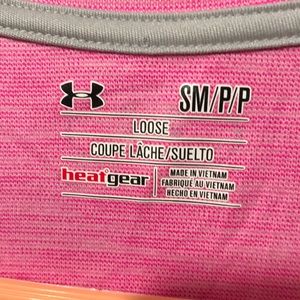 SM/P/P
LOOSE
COUPE LÂCHE/SUELTO
heatgear
MADE IN VIETNAM
FABRIQUÉ AU VIETNAM
HECHO EN VIETNAM